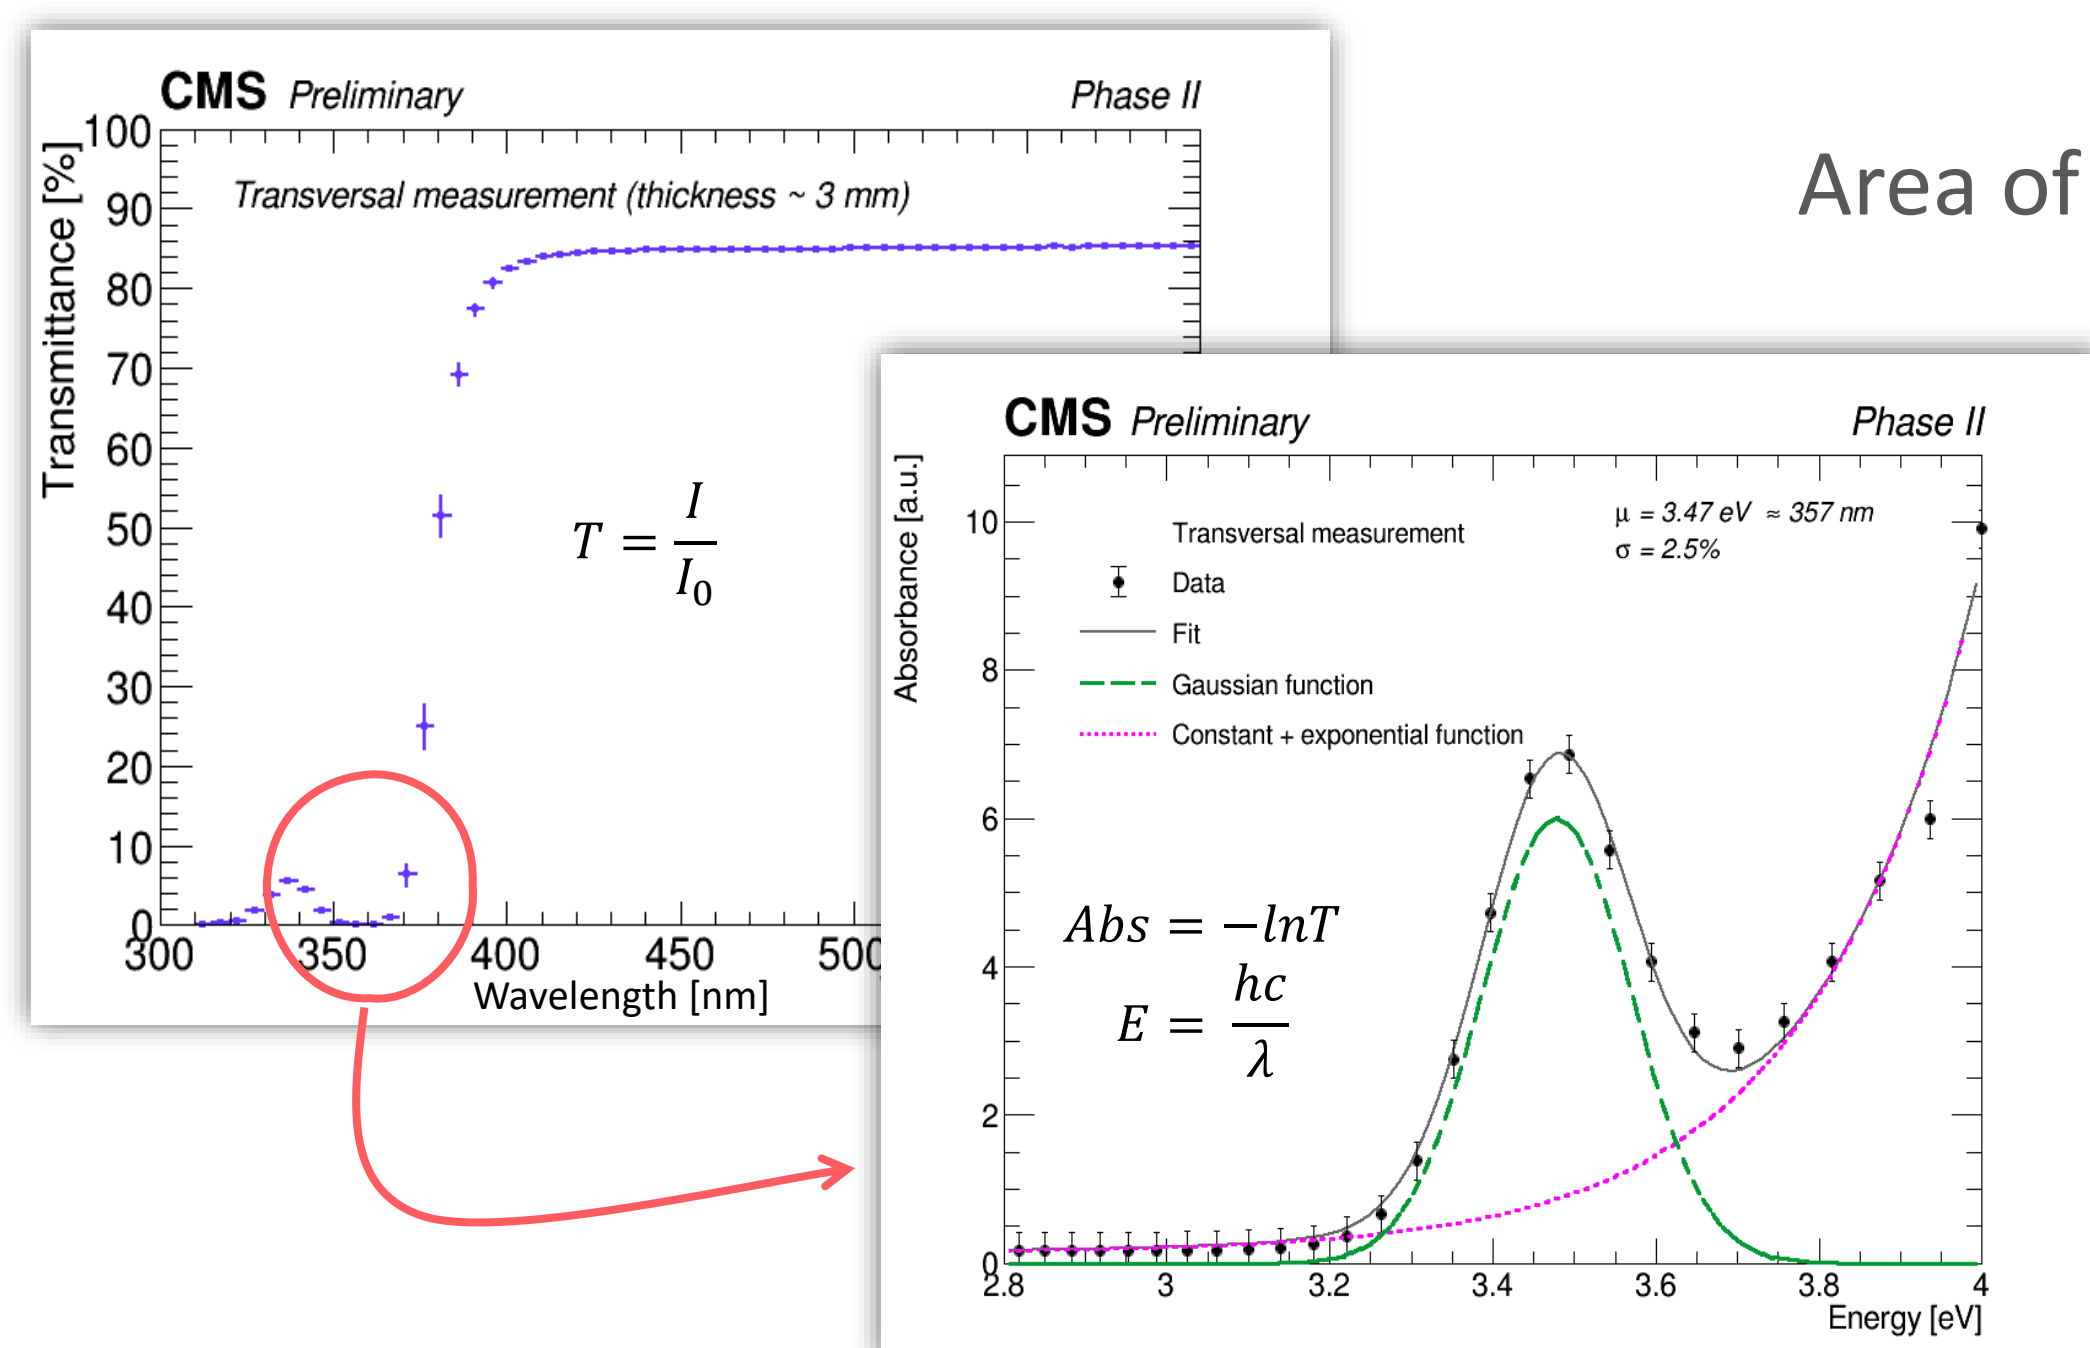 CMS Preliminary Phase II
Transmittance [%]
100
90
80
70
60
50
40
30
20
10
0
Transversal measurement (thickness ~ 3 mm)
T = I / I₀
300 350 400 450 500
Wavelength [nm]
Area of
CMS Preliminary Phase II
Absorbance [a.u.]
10
8
6
4
2
0
μ = 3.47 eV ≈ 357 nm
σ = 2.5%
Transversal measurement
Data
Fit
Gaussian function
Constant + exponential function
Abs = −lnT
E = hc / λ
2.8 3 3.2 3.4 3.6 3.8 4
Energy [eV]